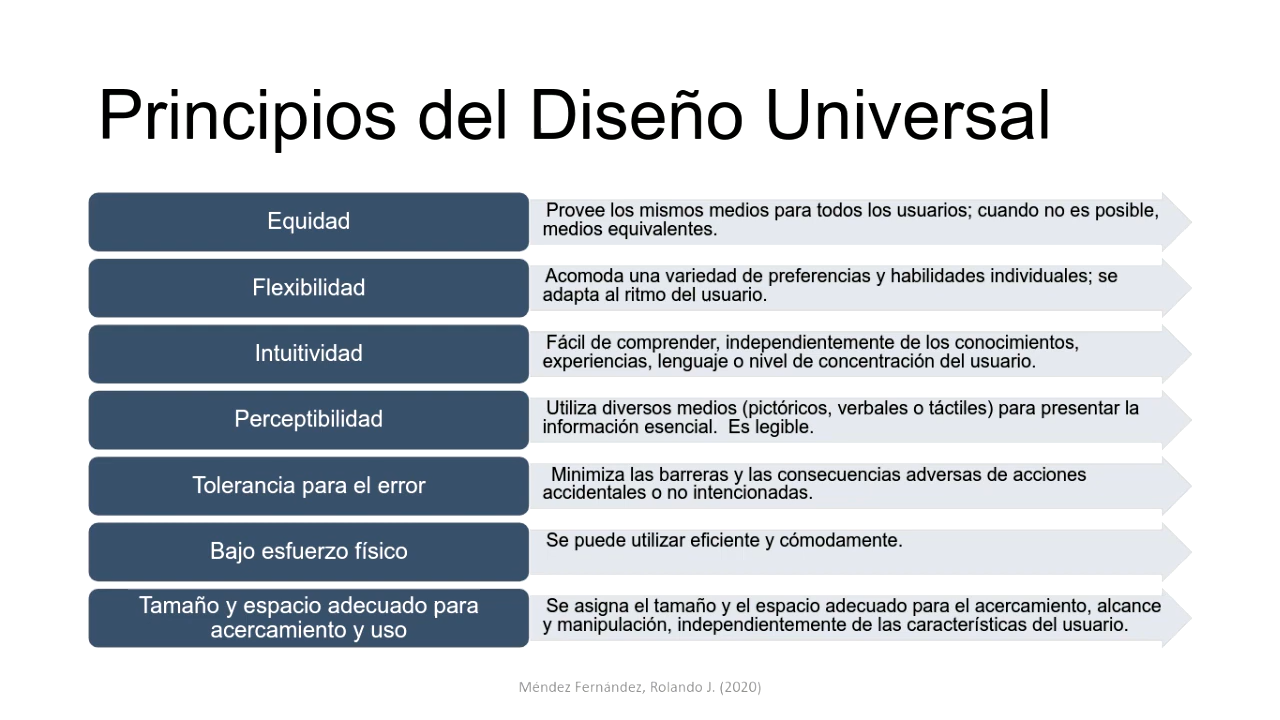 Principios del Diseño Universal
Equidad
Provee los mismos medios para todos los usuarios; cuando no es posible,
medios equivalentes.
Flexibilidad
Acomoda una variedad de preferencias y habilidades individuales; se
adapta al ritmo del usuario.
Intuitividad
Fácil de comprender, independientemente de los conocimientos,
experiencias, lenguaje o nivel de concentración del usuario.
Perceptibilidad
Utiliza diversos medios (pictóricos, verbales o táctiles) para presentar la
información esencial.  Es legible.
Tolerancia para el error
Minimiza las barreras y las consecuencias adversas de acciones
accidentales o no intencionadas.
Bajo esfuerzo físico
Se puede utilizar eficiente y cómodamente.
Tamaño y espacio adecuado para
acercamiento y uso
Se asigna el tamaño y el espacio adecuado para el acercamiento, alcance
y manipulación, independientemente de las características del usuario.
Méndez Fernández, Rolando J. (2020)